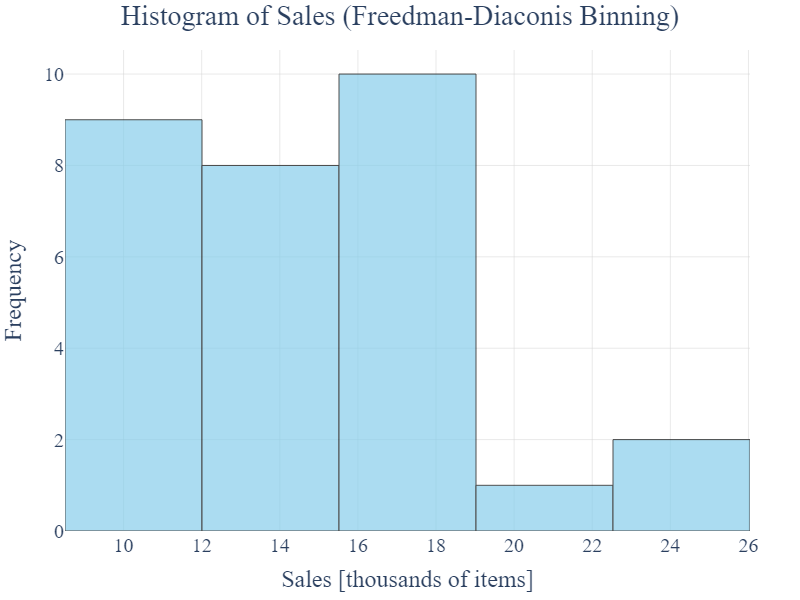 Histogram of Sales (Freedman-Diaconis Binning)
10
8
6
4
2
0
Frequency
10 12 14 16 18 20 22 24 26
Sales [thousands of items]